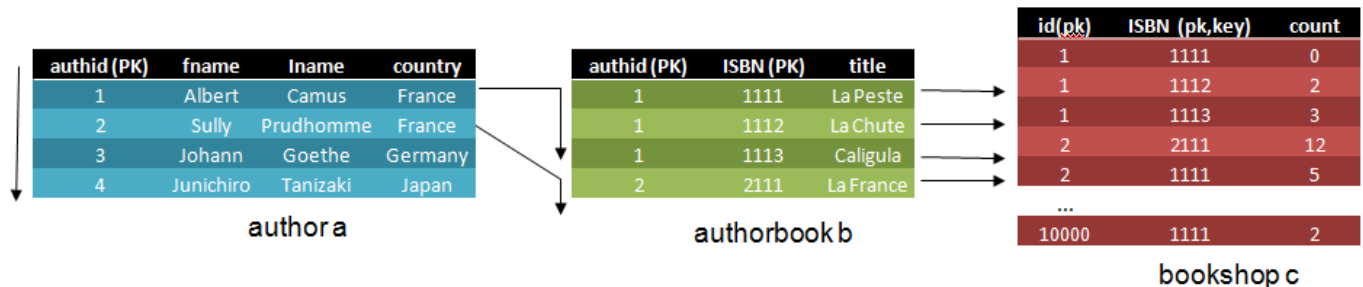 authid (PK) fname lname country
1 Albert Camus France
2 Sully Prudhomme France
3 Johann Goethe Germany
4 Junichiro Tanizaki Japan
author a
authid (PK) ISBN (PK) title
1 1111 La Peste
1 1112 La Chute
1 1113 Caligula
2 2111 La France
authorbook b
id(pk) ISBN (pk,key) count
1 1111 0
1 1112 2
1 1113 3
2 2111 12
2 1111 5
...
10000 1111 2
bookshop c